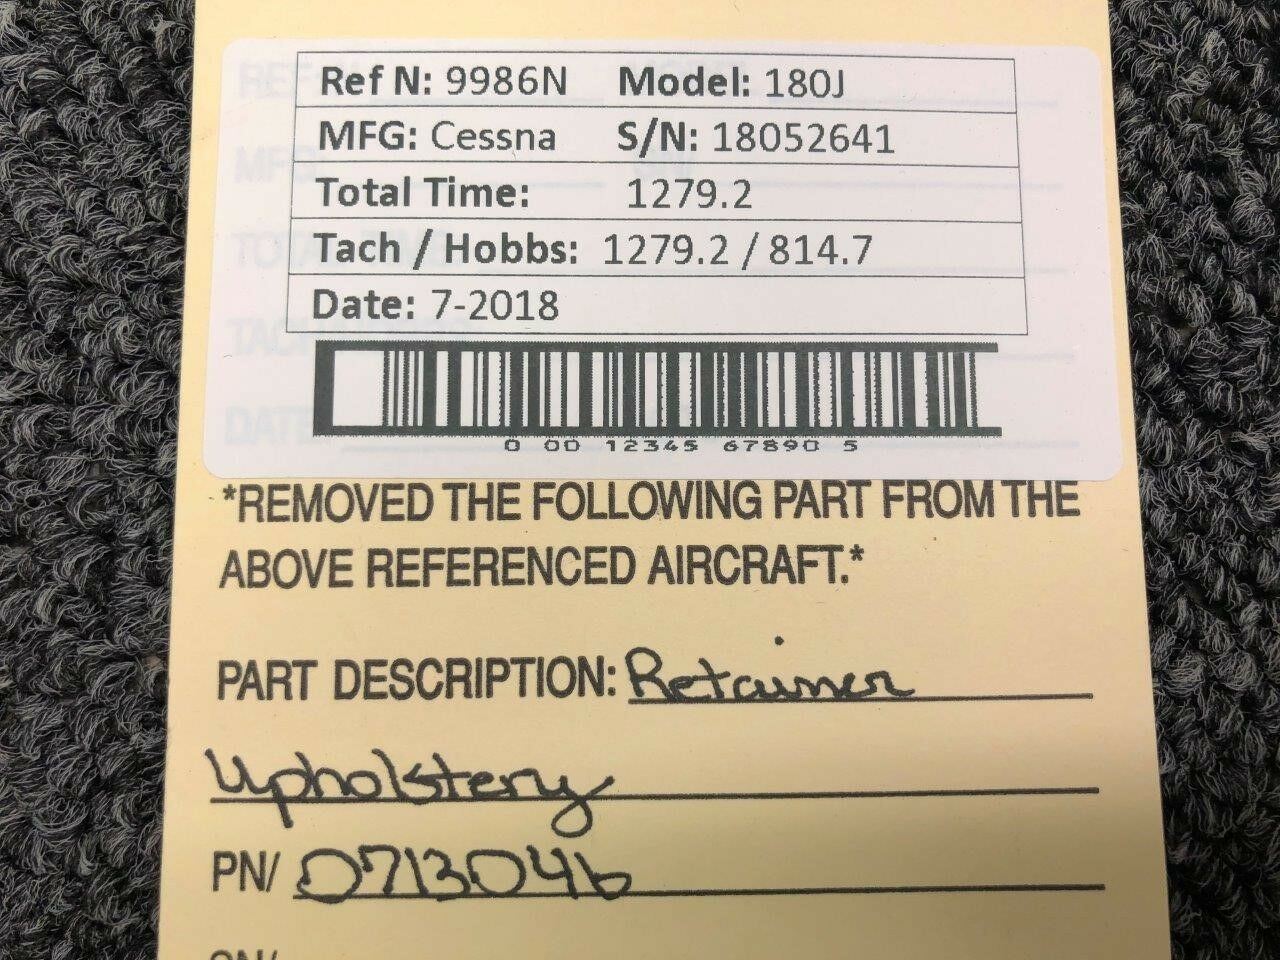 Ref N: 9986N Model: 180J
MFG: Cessna S/N: 18052641
Total Time: 1279.2
Tach / Hobbs: 1279.2 / 814.7
Date: 7-2018
0 00 12345 67890 5
*REMOVED THE FOLLOWING PART FROM THE
ABOVE REFERENCED AIRCRAFT.*
PART DESCRIPTION: Retainer
Upholstery
PN/ 0713046